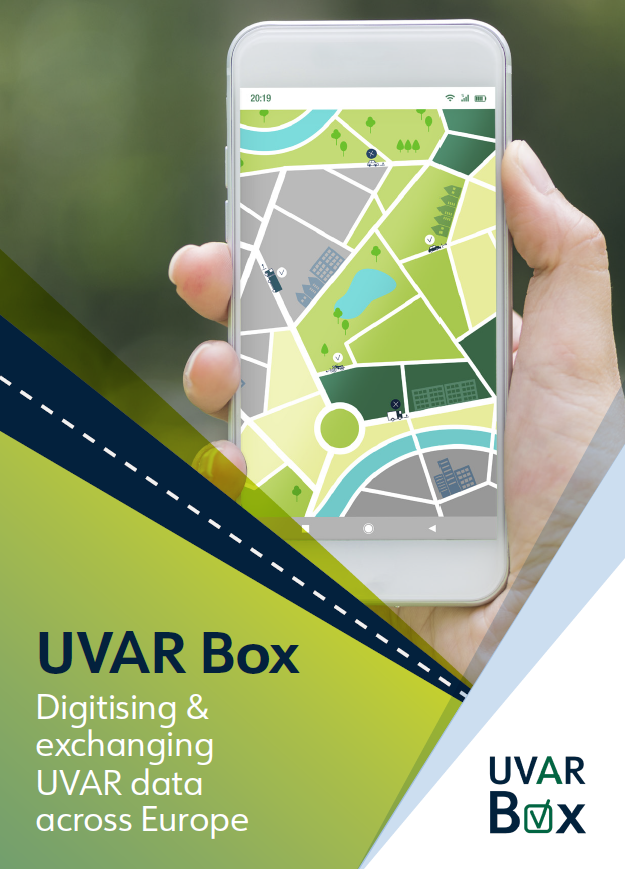 20:19
UVAR Box
Digitising &
exchanging
UVAR data
across Europe
UVAR
Box